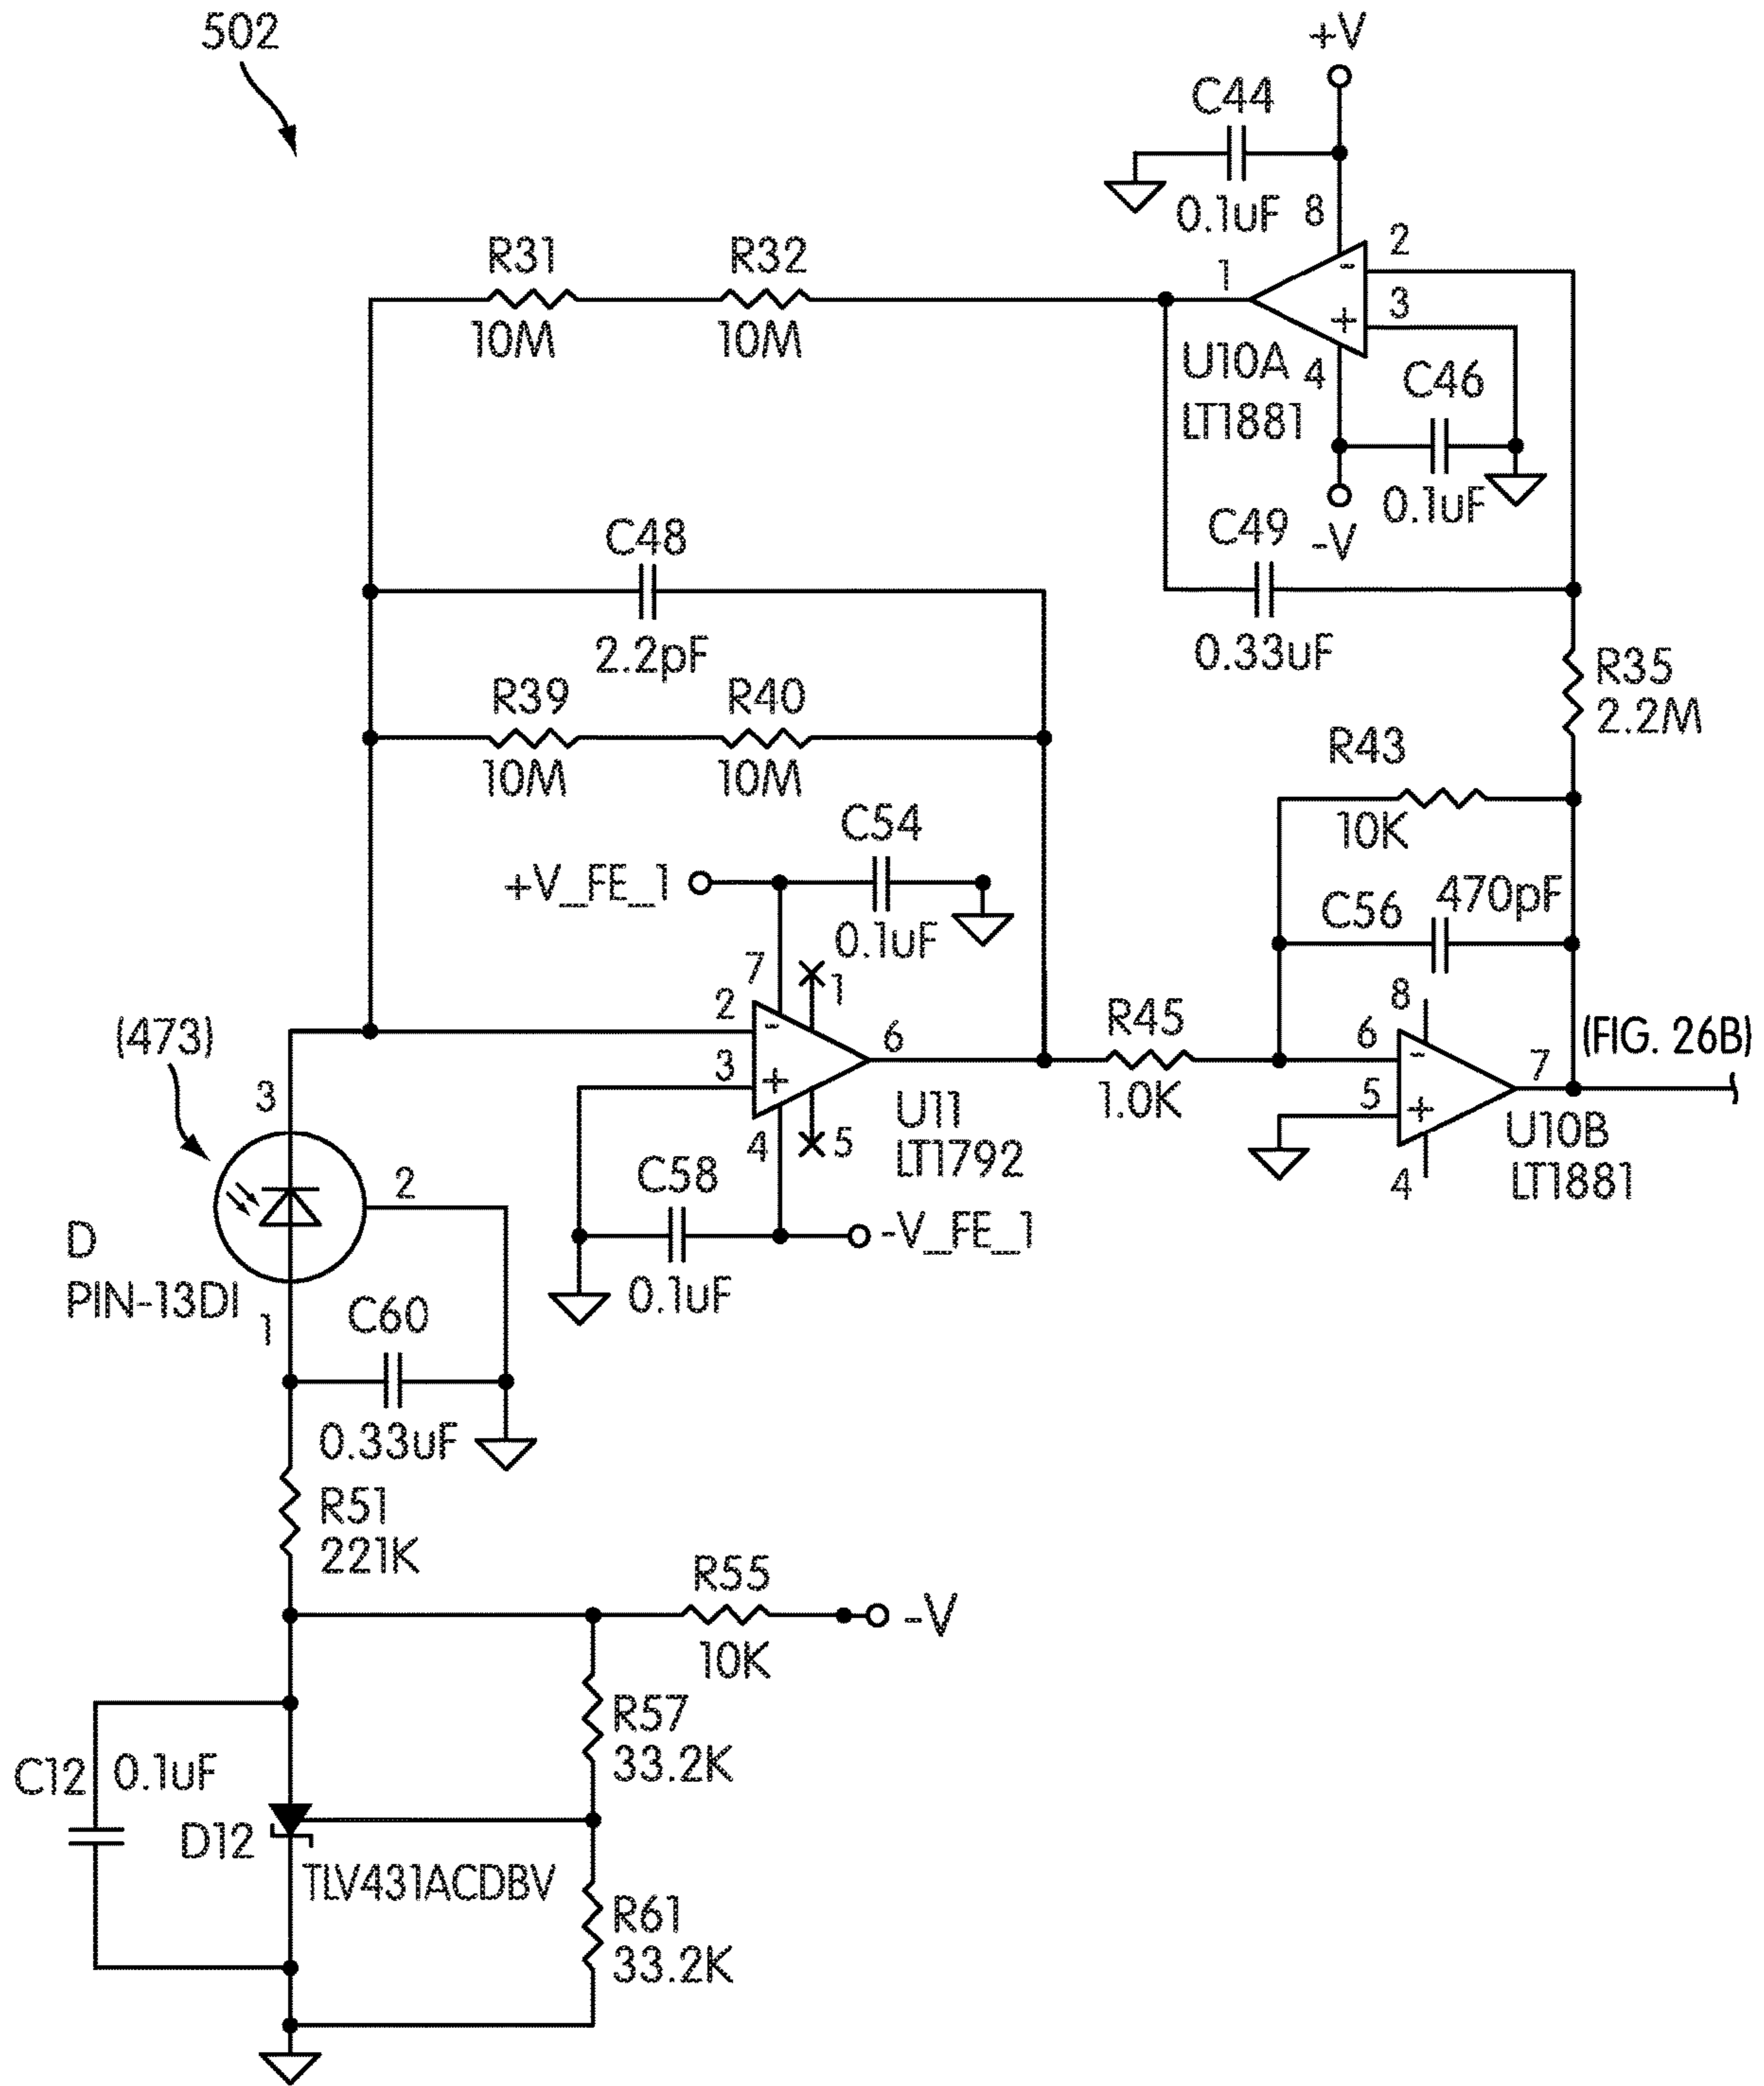 502
+V
C44
0.1uF
8
2
1
-
3
+
R31
R32
10M
10M
U10A
4
LT1881
C46
0.1uF
-V
C49
0.33uF
C48
2.2pF
R39
R40
10M
10M
R35
2.2M
R43
10K
C54
+V_FE_1
0.1uF
C56
470pF
7
1
2
-
3
+
6
4
5
U11
LT1792
R45
1.0K
8
6
-
5
+
7
4
(FIG. 26B)
U10B
LT1881
(473)
3
2
D
PIN-13DI
1
C58
0.1uF
-V_FE_1
C60
0.33uF
R51
221K
R55
10K
-V
R57
33.2K
C12
0.1uF
D12
TLV431ACDBV
R61
33.2K